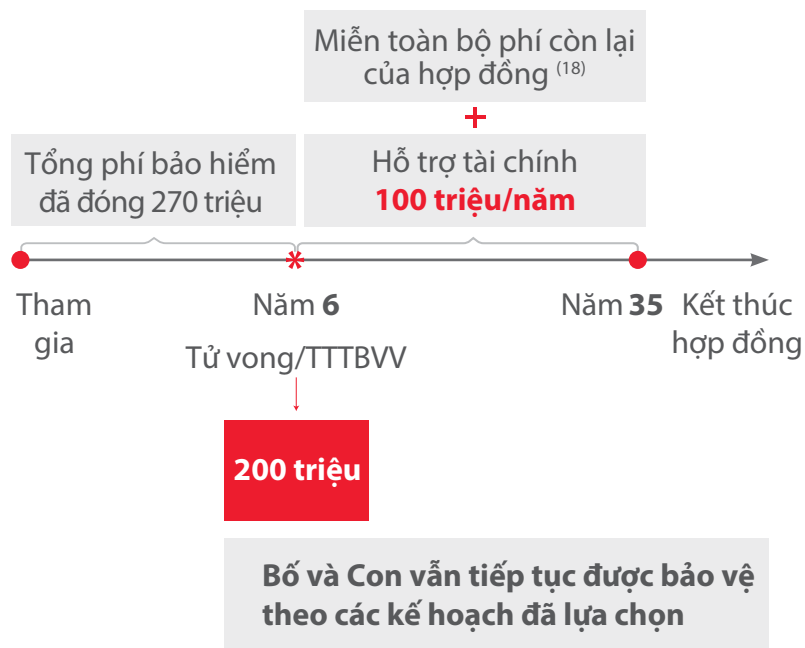 Miễn toàn bộ phí còn lại
của hợp đồng (18)
+
Tổng phí bảo hiểm
đã đóng 270 triệu
Hỗ trợ tài chính
100 triệu/năm
Tham
gia
Năm 6
Tử vong/TTTBVV
Năm 35
Kết thúc
hợp đồng
200 triệu
Bố và Con vẫn tiếp tục được bảo vệ
theo các kế hoạch đã lựa chọn